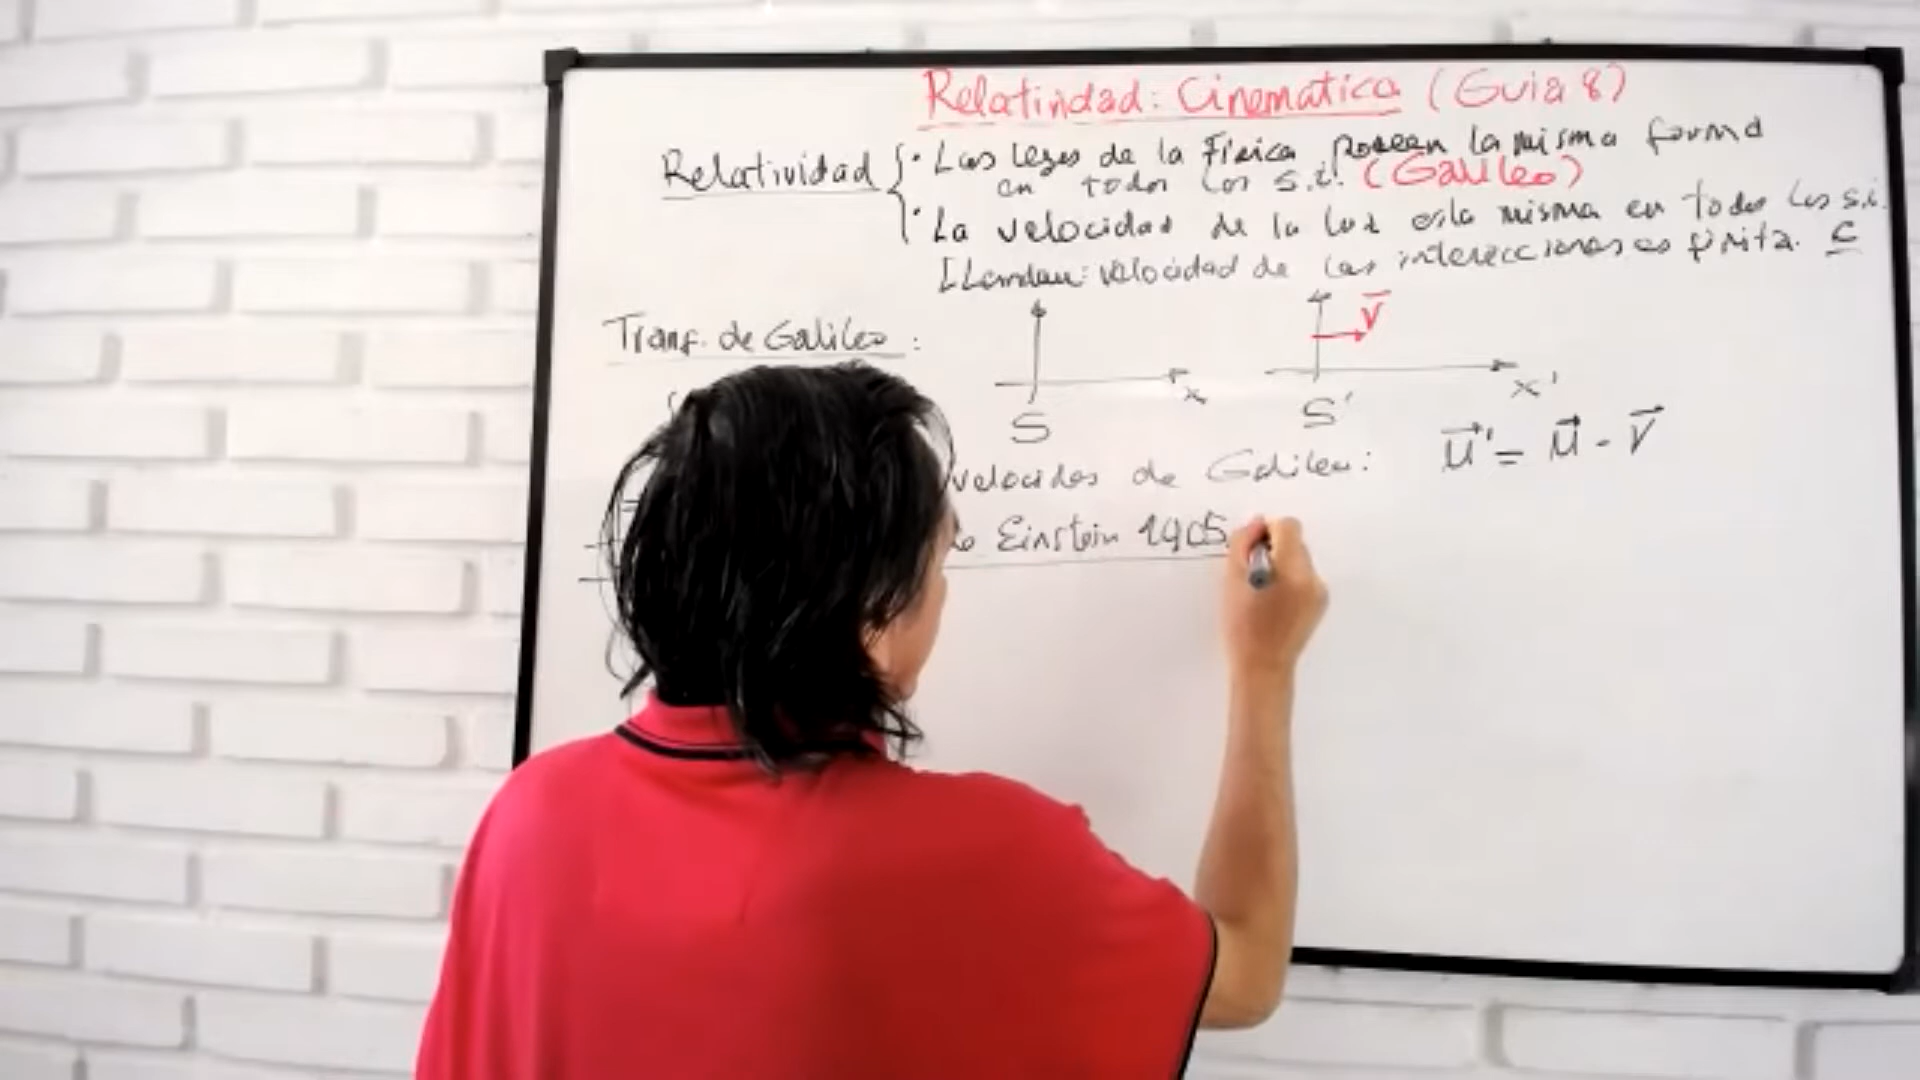 Relatividad: Cinematica (Guia 8)
Relatividad { · Las leyes de la Física poseen la misma forma
en todos los s.i. (Galileo)
· La velocidad de la luz es la misma en todos los s.i.
[Landau: velocidad de las interacciones es finita. c
Transf. de Galileo:
V⃗
x
x'
S
S'
velocidades de Galileo: u⃗' = u⃗ - v⃗
Einstein 1905